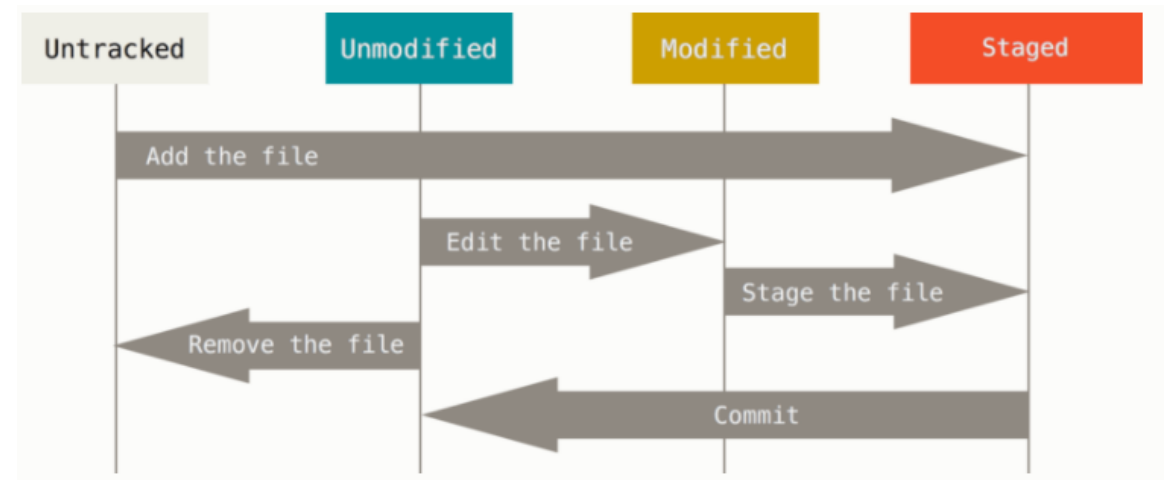 Untracked
Unmodified
Modified
Staged
Add the file
Edit the file
Stage the file
Remove the file
Commit